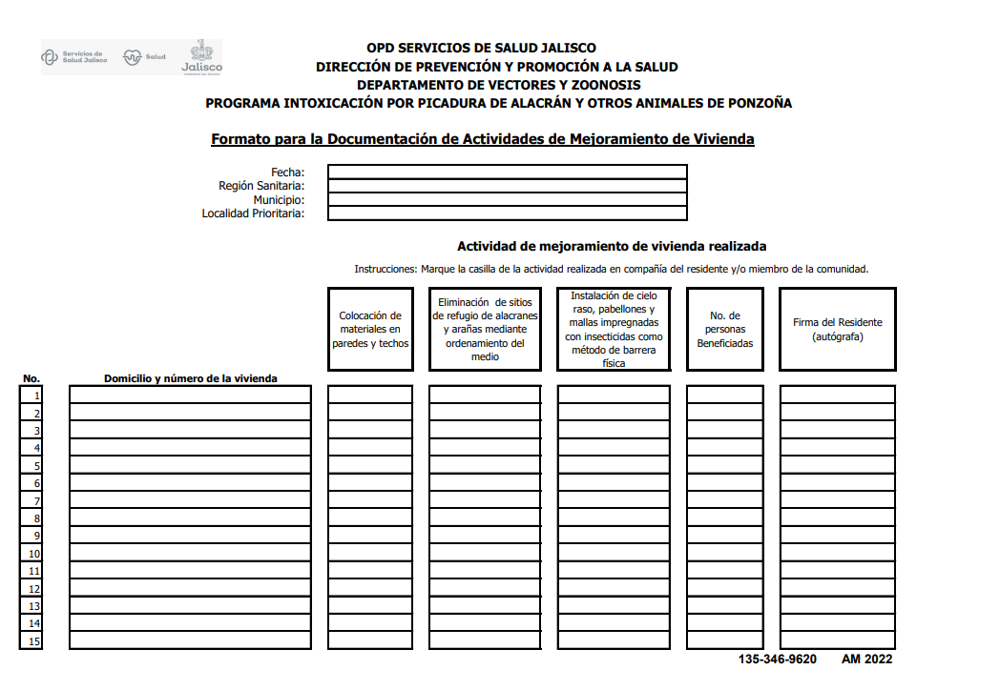 Servicios de
Salud Jalisco
Salud
Jalisco
OPD SERVICIOS DE SALUD JALISCO
DIRECCIÓN DE PREVENCIÓN Y PROMOCIÓN A LA SALUD
DEPARTAMENTO DE VECTORES Y ZOONOSIS
PROGRAMA INTOXICACIÓN POR PICADURA DE ALACRÁN Y OTROS ANIMALES DE PONZOÑA
Formato para la Documentación de Actividades de Mejoramiento de Vivienda
Fecha:
Región Sanitaria:
Municipio:
Localidad Prioritaria:
Actividad de mejoramiento de vivienda realizada
Instrucciones: Marque la casilla de la actividad realizada en compañía del residente y/o miembro de la comunidad.
Colocación de
materiales en
paredes y techos
Eliminación de sitios
de refugio de alacranes
y arañas mediante
ordenamiento del
medio
Instalación de cielo
raso, pabellones y
mallas impregnadas
con insecticidas como
método de barrera
física
No. de
personas
Beneficiadas
Firma del Residente
(autógrafa)
No.
Domicilio y número de la vivienda
1
2
3
4
5
6
7
8
9
10
11
12
13
14
15
135-346-9620 AM 2022